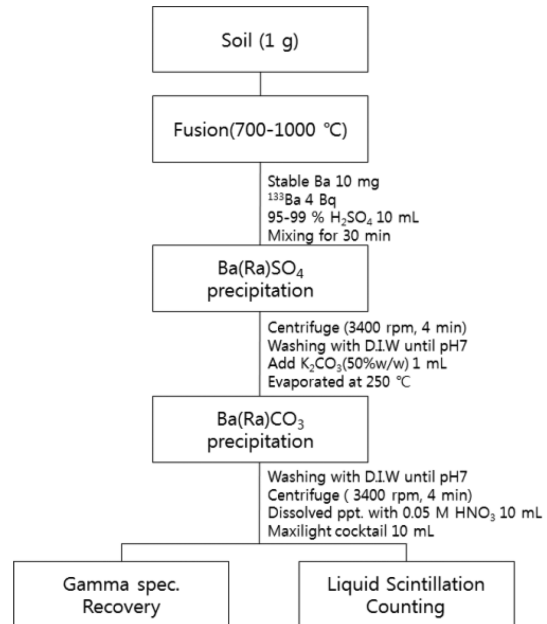 Soil (1 g)
Fusion(700-1000 ℃)
Stable Ba 10 mg
¹³³Ba 4 Bq
95-99 % H₂SO₄ 10 mL
Mixing for 30 min
Ba(Ra)SO₄
precipitation
Centrifuge (3400 rpm, 4 min)
Washing with D.I.W until pH7
Add K₂CO₃(50%w/w) 1 mL
Evaporated at 250 ℃
Ba(Ra)CO₃
precipitation
Washing with D.I.W until pH7
Centrifuge ( 3400 rpm, 4 min)
Dissolved ppt. with 0.05 M HNO₃ 10 mL
Maxilight cocktail 10 mL
Gamma spec.
Recovery
Liquid Scintillation
Counting